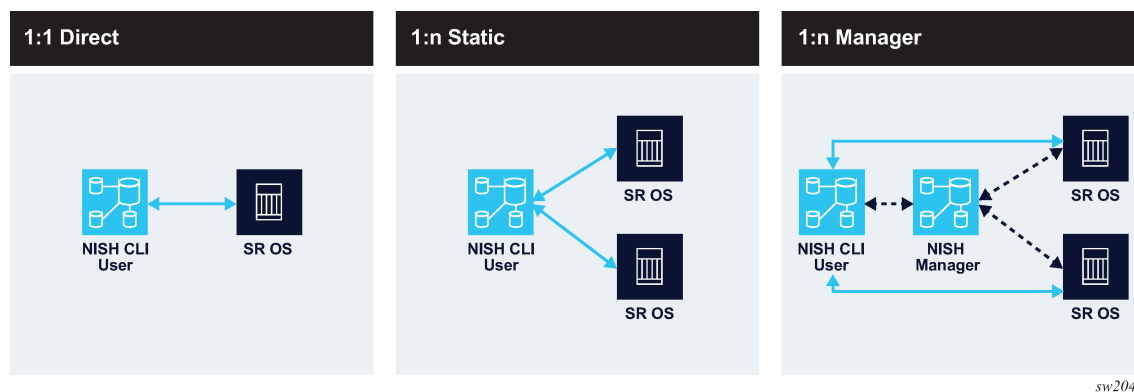 1:1 Direct
NISH CLI
User
SR OS
1:n Static
NISH CLI
User
SR OS
SR OS
1:n Manager
NISH CLI
User
NISH
Manager
SR OS
SR OS
sw204